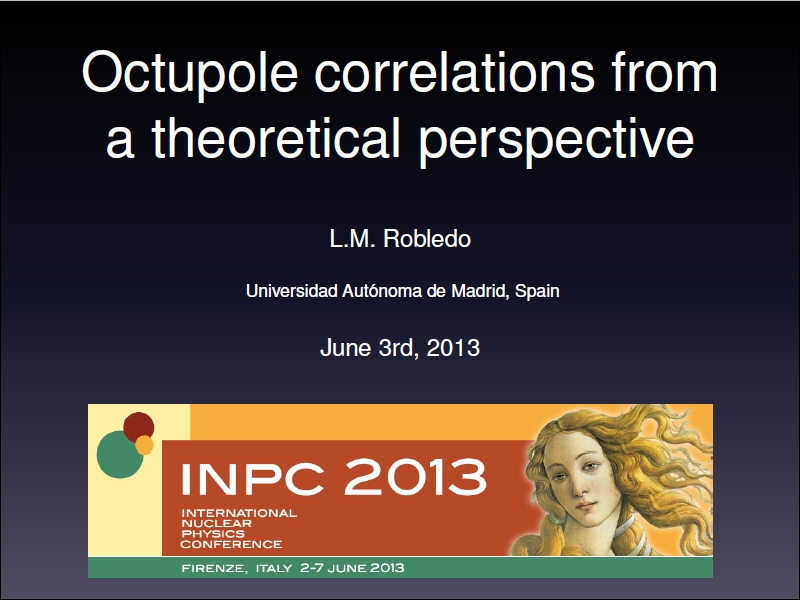 Octupole correlations from
a theoretical perspective
L.M. Robledo
Universidad Autónoma de Madrid, Spain
June 3rd, 2013
INPC 2013
INTERNATIONAL
NUCLEAR
PHYSICS
CONFERENCE
FIRENZE, ITALY 2-7 JUNE 2013